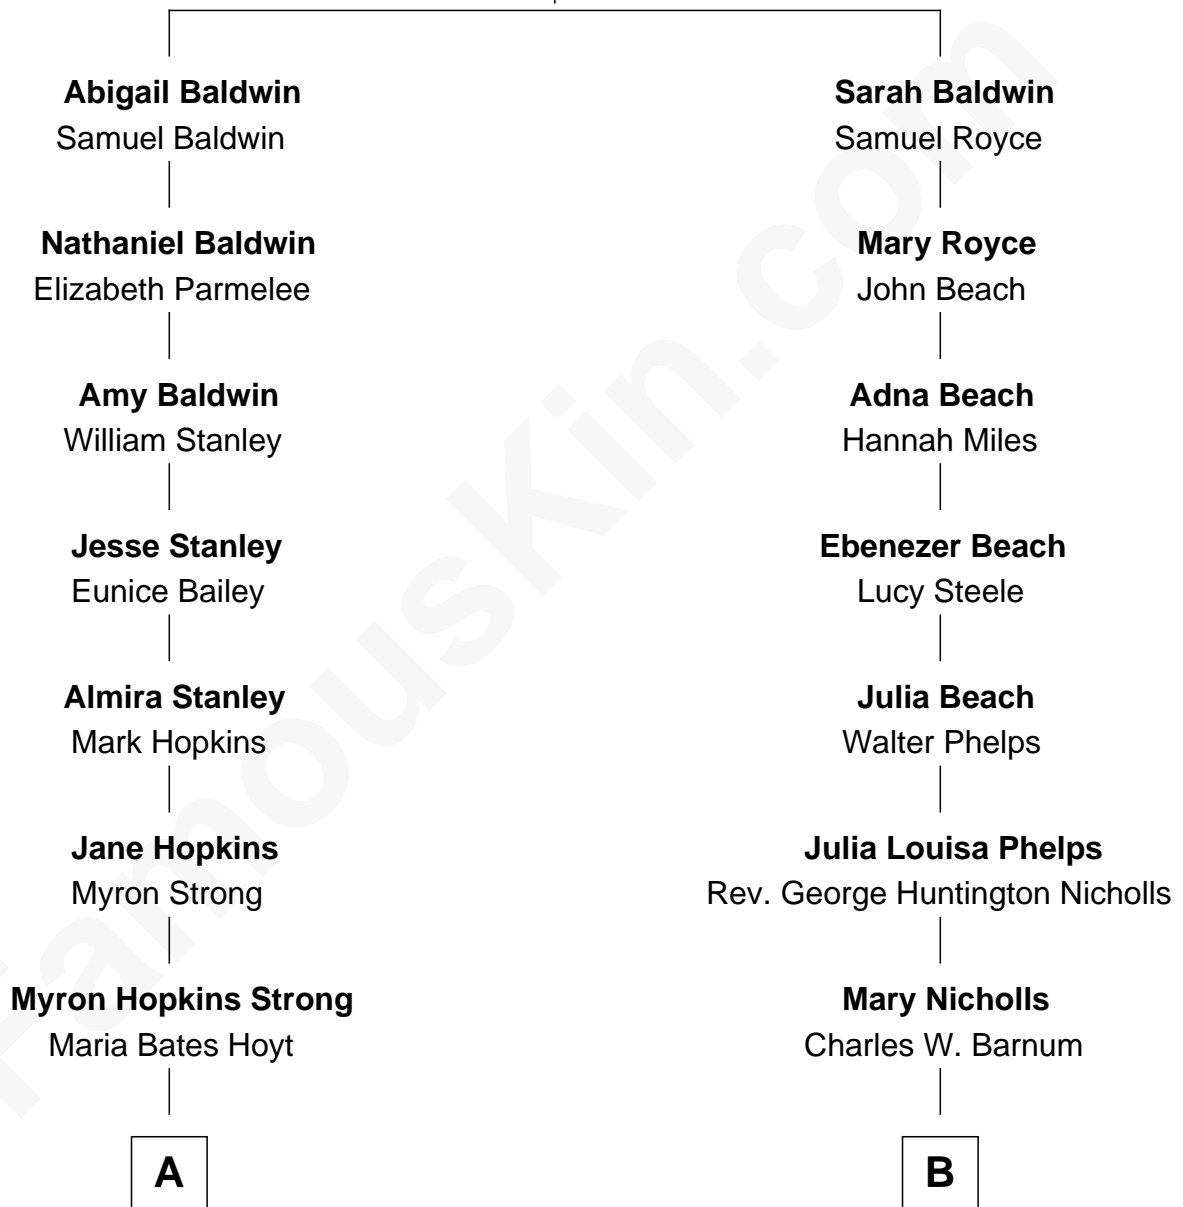 Abigail Baldwin
Samuel Baldwin
Nathaniel Baldwin
Elizabeth Parmelee
Amy Baldwin
William Stanley
Jesse Stanley
Eunice Bailey
Almira Stanley
Mark Hopkins
Jane Hopkins
Myron Strong
Myron Hopkins Strong
Maria Bates Hoyt
A
Sarah Baldwin
Samuel Royce
Mary Royce
John Beach
Adna Beach
Hannah Miles
Ebenezer Beach
Lucy Steele
Julia Beach
Walter Phelps
Julia Louisa Phelps
Rev. George Huntington Nicholls
Mary Nicholls
Charles W. Barnum
B
FamousKin.com